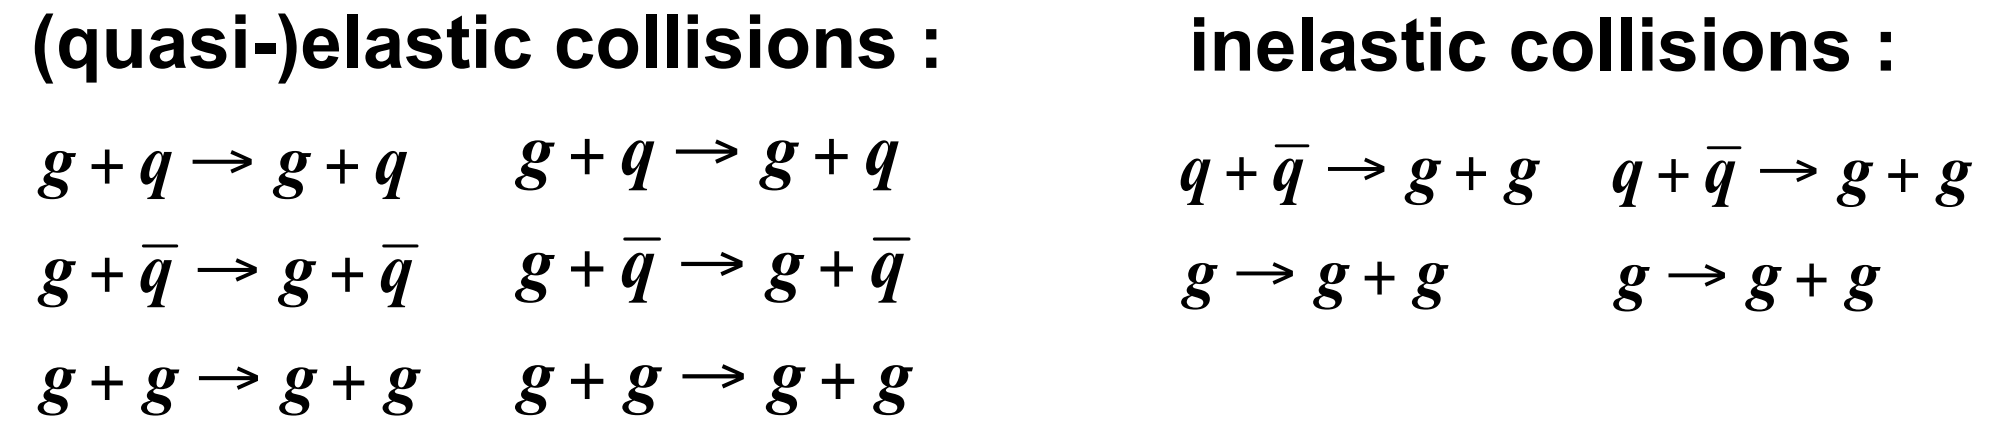 (quasi-)elastic collisions :
g + q → g + q    g + q → g + q
g + q̅ → g + q̅    g + q̅ → g + q̅
g + g → g + g    g + g → g + g
inelastic collisions :
q + q̅ → g + g    q + q̅ → g + g
g → g + g    g → g + g